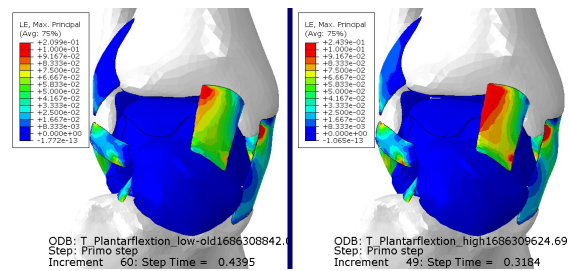 LE, Max. Principal
(Avg: 75%)
+2.099e-01
+1.000e-01
+9.167e-02
+8.333e-02
+7.500e-02
+6.667e-02
+5.833e-02
+4.167e-02
+3.333e-02
+2.500e-02
+1.667e-02
+8.333e-03
+0.000e+00
-1.772e-13
ODB: T_Plantarflextion_low-old1686308842.0
Step: Primo step
Increment 60: Step Time = 0.4395
LE, Max. Principal
(Avg: 75%)
+2.439e-01
+1.000e-01
+9.167e-02
+8.333e-02
+7.500e-02
+6.667e-02
+5.833e-02
+4.167e-02
+3.333e-02
+2.500e-02
+1.667e-02
+8.333e-03
+0.000e+00
-1.065e-13
ODB: T_Plantarflextion_high1686309624.69
Step: Primo step
Increment 49: Step Time = 0.3184